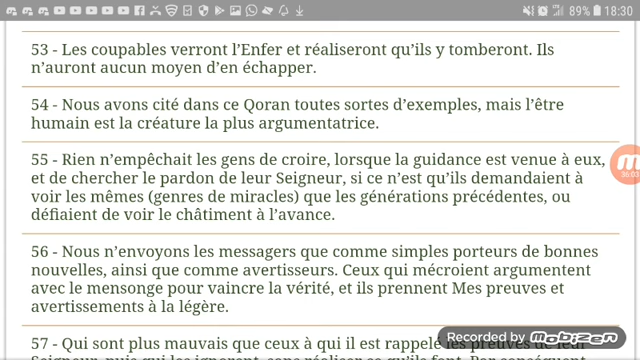 89% 18:30
53 - Les coupables verront l’Enfer et réaliseront qu’ils y tomberont. Ils
n’auront aucun moyen d’en échapper.
54 - Nous avons cité dans ce Qoran toutes sortes d’exemples, mais l’être
humain est la créature la plus argumentatrice.
55 - Rien n’empêchait les gens de croire, lorsque la guidance est venue à eux,
et de chercher le pardon de leur Seigneur, si ce n’est qu’ils demandaient à
voir les mêmes (genres de miracles) que les générations précédentes, ou
défiaient de voir le châtiment à l’avance.
36:03
56 - Nous n’envoyons les messagers que comme simples porteurs de bonnes
nouvelles, ainsi que comme avertisseurs. Ceux qui mécroient argumentent
avec le mensonge pour vaincre la vérité, et ils prennent Mes preuves et
avertissements à la légère.
57 - Qui sont plus mauvais que ceux à qui il est rappelé les preuves de leur
Recorded by mobizen